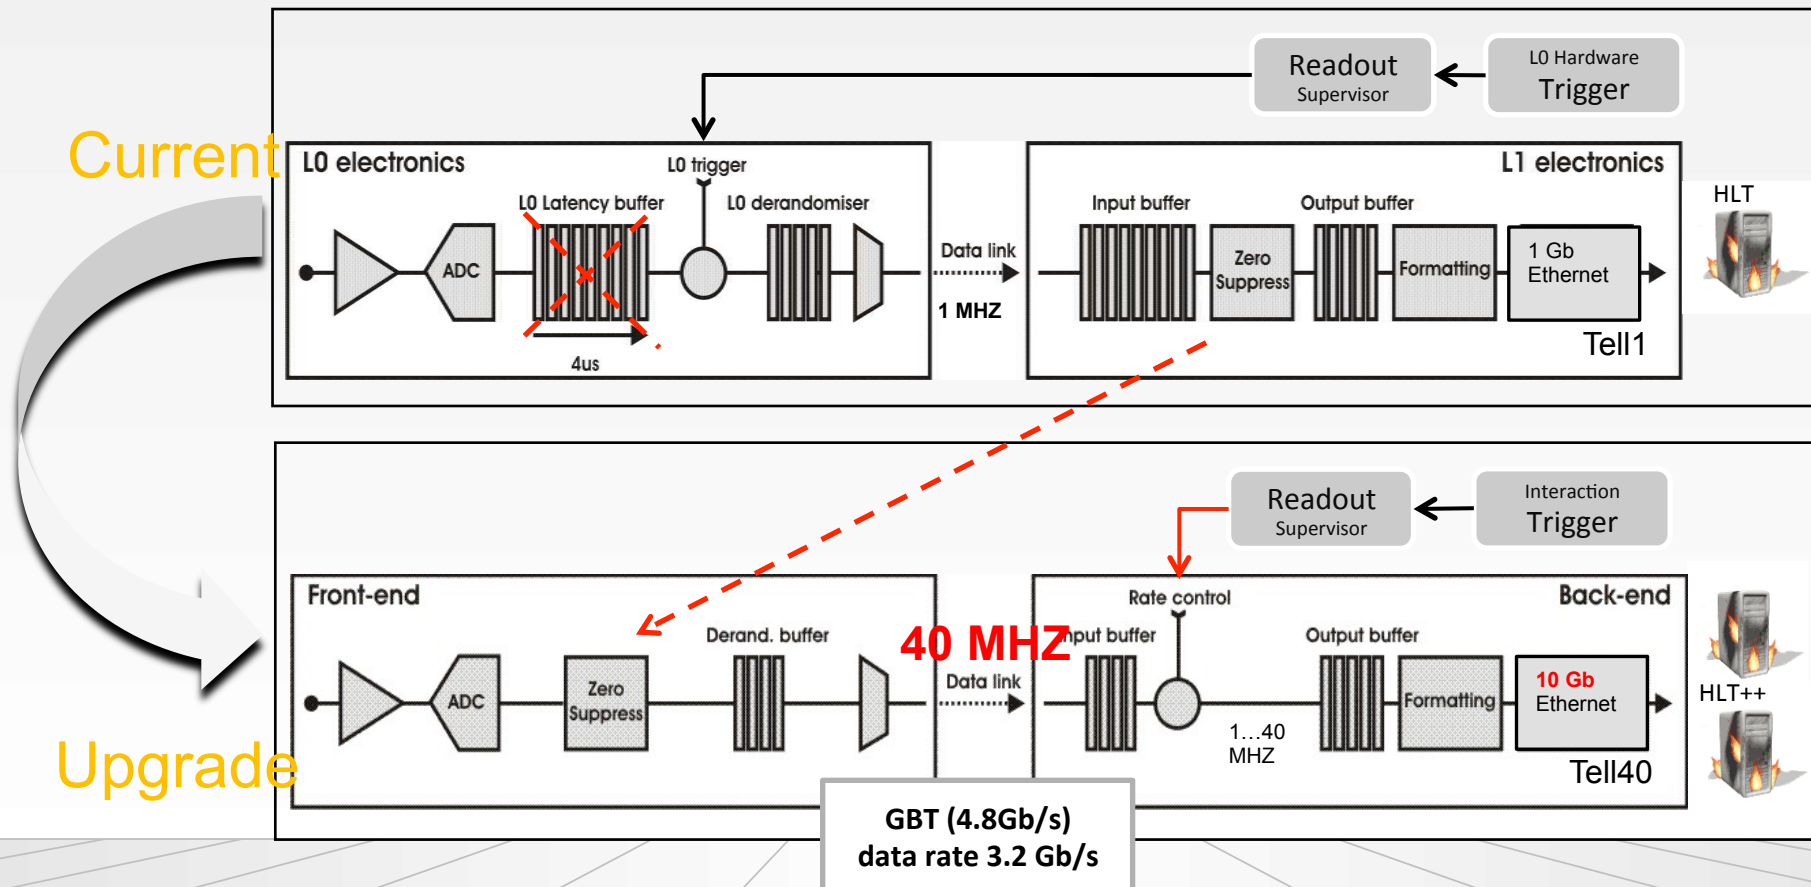 Readout
Supervisor
L0 Hardware
Trigger
Current
L0 electronics
L0 trigger
L1 electronics
L0 Latency buffer
L0 derandomiser
Input buffer
Output buffer
HLT
ADC
Data link
Zero
Suppress
Formatting
1 Gb
Ethernet
1 MHZ
4us
Tell1
Readout
Supervisor
Interaction
Trigger
Front-end
Rate control
Back-end
Derand. buffer
40 MHZ
Input buffer
Output buffer
ADC
Zero
Suppress
Data link
Formatting
10 Gb
Ethernet
HLT++
1...40
MHZ
Upgrade
Tell40
GBT (4.8Gb/s)
data rate 3.2 Gb/s